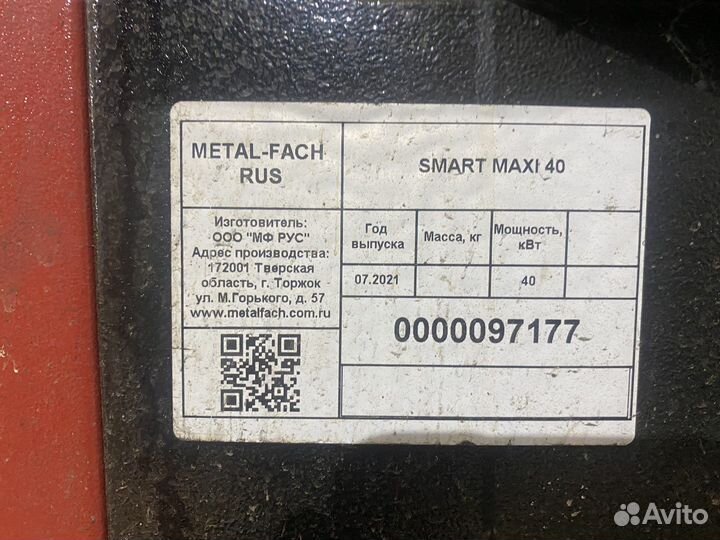 METAL-FACH
RUS
SMART MAXI 40
Изготовитель:
ООО "МФ РУС"
Адрес производства:
172001 Тверская
область, г. Торжок
ул. М.Горького, д. 57
www.metalfach.com.ru
Год
выпуска
Масса, кг
Мощность,
кВт
07.2021
40
0000097177
Avito